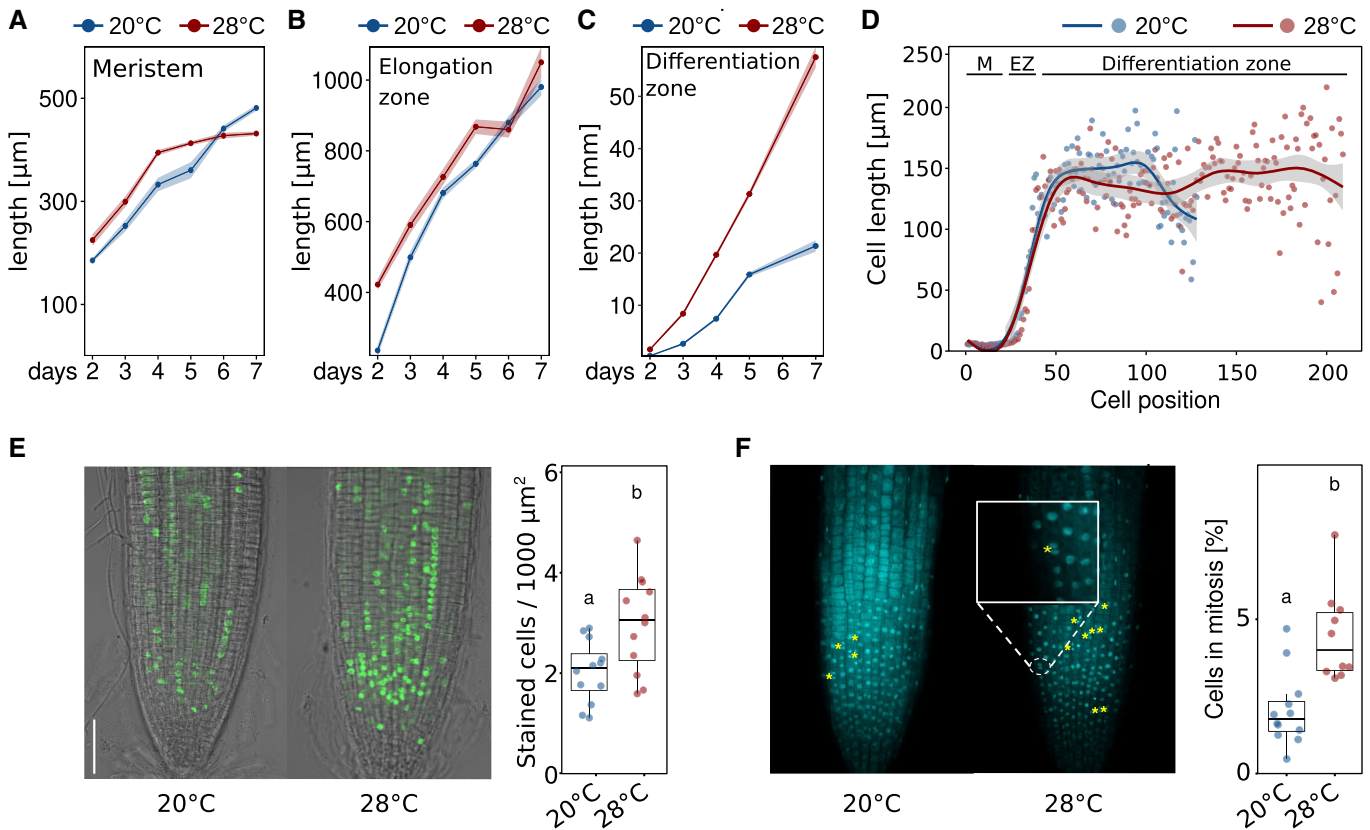 A
20°C 28°C
Meristem
length [µm]
500
300
100
days 2 3 4 5 6 7
B
20°C 28°C
Elongation
zone
length [µm]
1000
800
600
400
days 2 3 4 5 6 7
C
20°C 28°C
Differentiation
zone
length [mm]
50
40
30
20
10
days 2 3 4 5 6 7
D
20°C 28°C
M EZ Differentiation zone
Cell length [µm]
250
200
150
100
50
0
0 50 100 150 200
Cell position
E
20°C 28°C
Stained cells / 1000 µm²
6
4
2
0
a
b
20°C
28°C
F
20°C 28°C
Cells in mitosis [%]
5
0
a
b
20°C
28°C